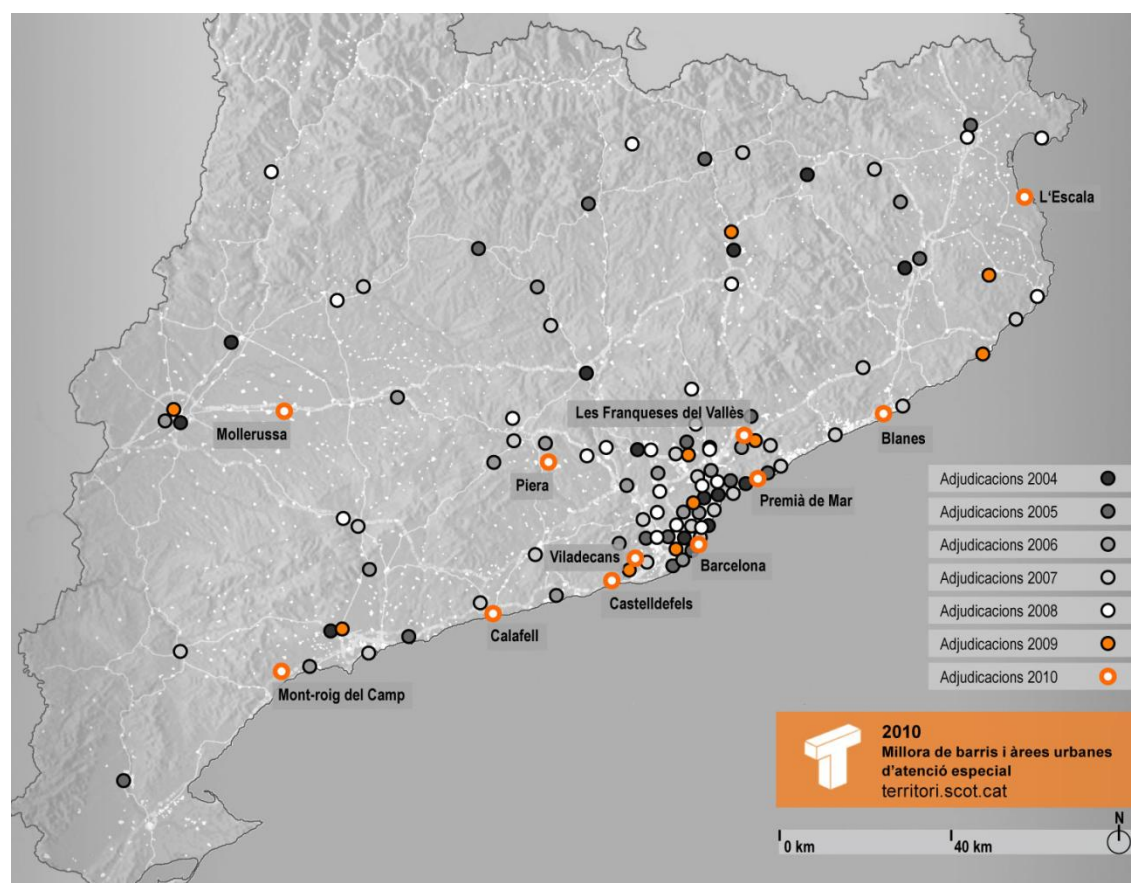 L'Escala
Les Franqueses del Vallès
Mollerussa
Blanes
Piera
Premià de Mar
Viladecans
Barcelona
Castelldefels
Calafell
Mont-roig del Camp
Adjudicacions 2004
Adjudicacions 2005
Adjudicacions 2006
Adjudicacions 2007
Adjudicacions 2008
Adjudicacions 2009
Adjudicacions 2010
T
2010
Millora de barris i àrees urbanes
d'atenció especial
territori.scot.cat
N
0 km
40 km